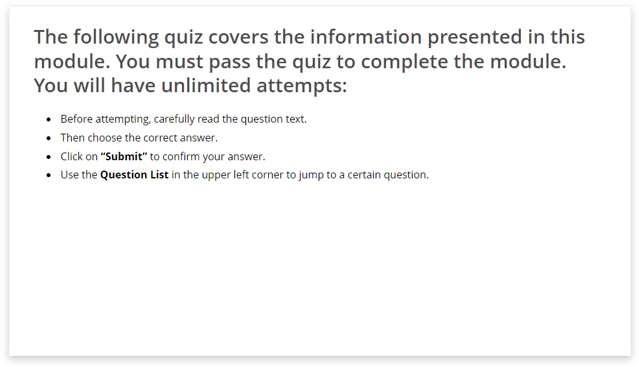 The following quiz covers the information presented in this
module. You must pass the quiz to complete the module.
You will have unlimited attempts:
• Before attempting, carefully read the question text.
• Then choose the correct answer.
• Click on “Submit” to confirm your answer.
• Use the Question List in the upper left corner to jump to a certain question.